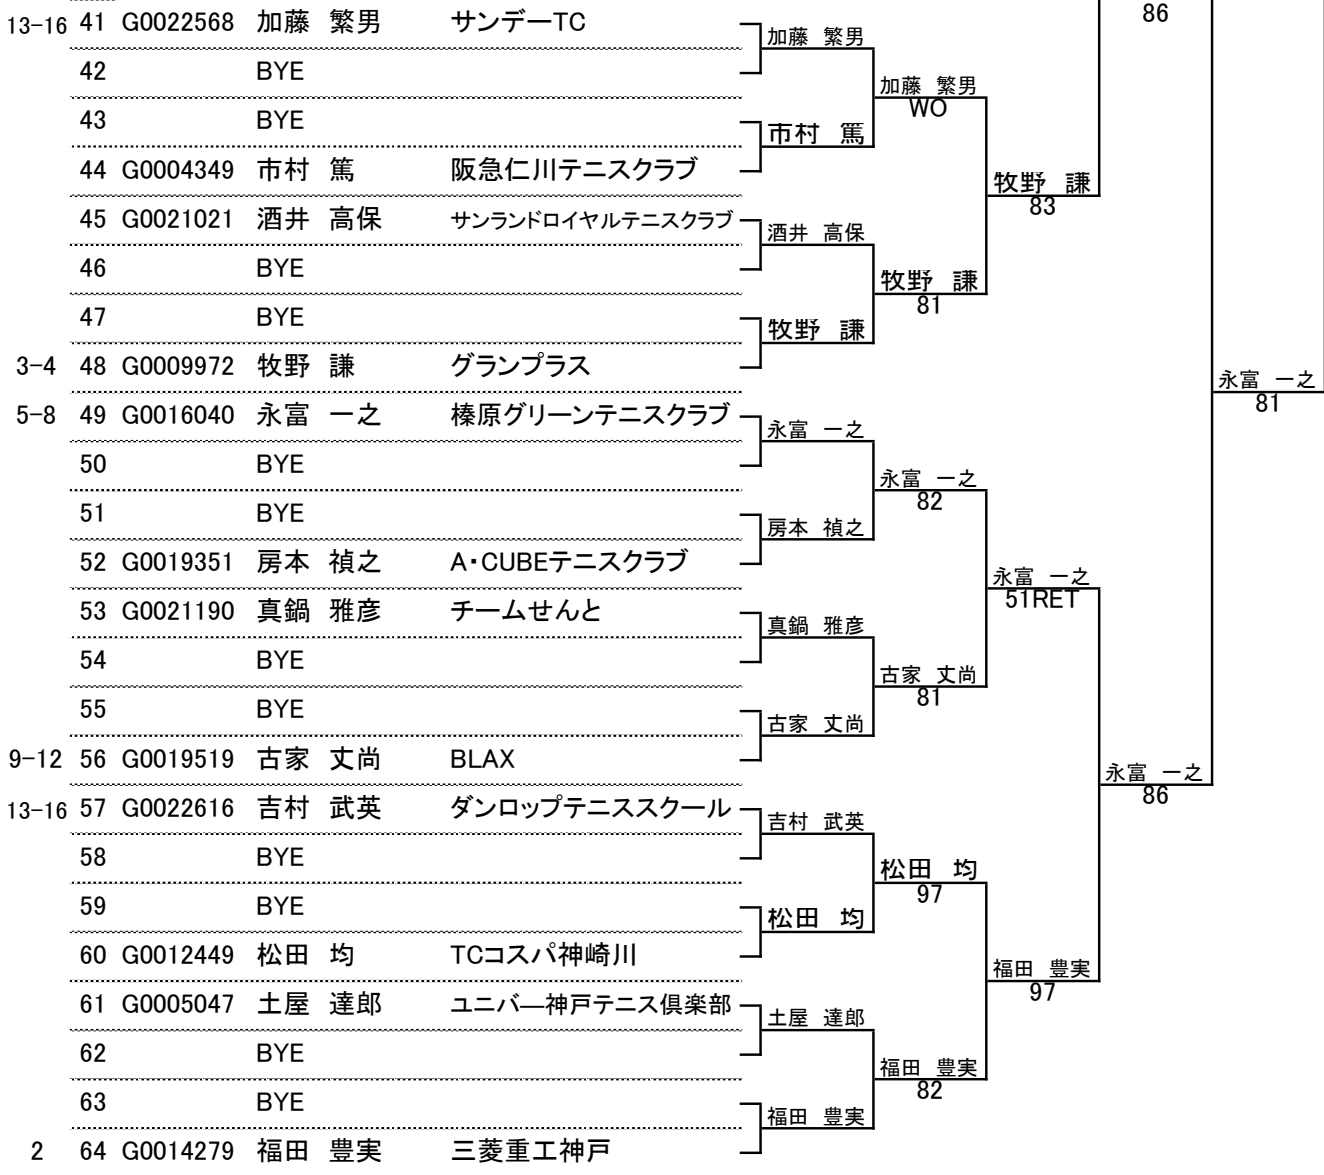 86
13-16 41 G0022568 加藤 繁男 サンデーTC
加藤 繁男
42 BYE
加藤 繁男
WO
43 BYE
市村 篤
44 G0004349 市村 篤 阪急仁川テニスクラブ
牧野 謙
83
45 G0021021 酒井 高保 サンランドロイヤルテニスクラブ
酒井 高保
46 BYE
牧野 謙
81
47 BYE
牧野 謙
3-4 48 G0009972 牧野 謙 グランプラス
永富 一之
81
5-8 49 G0016040 永富 一之 榛原グリーンテニスクラブ
永富 一之
50 BYE
永富 一之
82
51 BYE
房本 禎之
52 G0019351 房本 禎之 A・CUBEテニスクラブ
永富 一之
51RET
53 G0021190 真鍋 雅彦 チームせんと
真鍋 雅彦
54 BYE
古家 丈尚
81
55 BYE
古家 丈尚
9-12 56 G0019519 古家 丈尚 BLAX
永富 一之
86
13-16 57 G0022616 吉村 武英 ダンロップテニススクール
吉村 武英
58 BYE
松田 均
97
59 BYE
松田 均
60 G0012449 松田 均 TCコスパ神崎川
福田 豊実
97
61 G0005047 土屋 達郎 ユニバ―神戸テニス倶楽部
土屋 達郎
62 BYE
福田 豊実
82
63 BYE
福田 豊実
2 64 G0014279 福田 豊実 三菱重工神戸